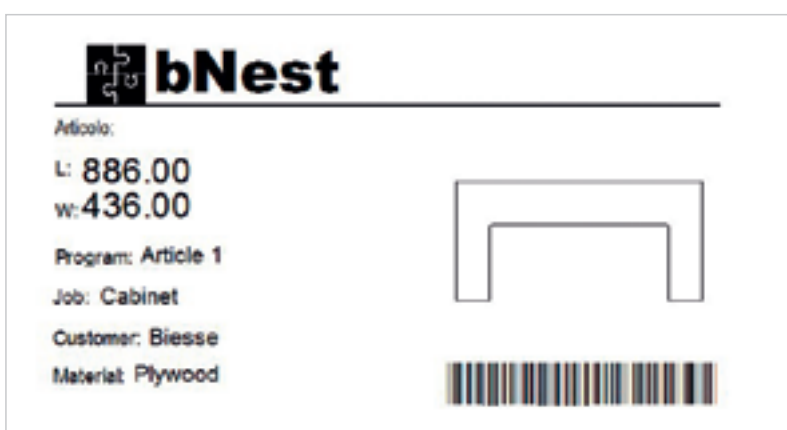 bNest
Articolo:
L: 886.00
W: 436.00
Program: Article 1
Job: Cabinet
Customer: Biesse
Material: Plywood